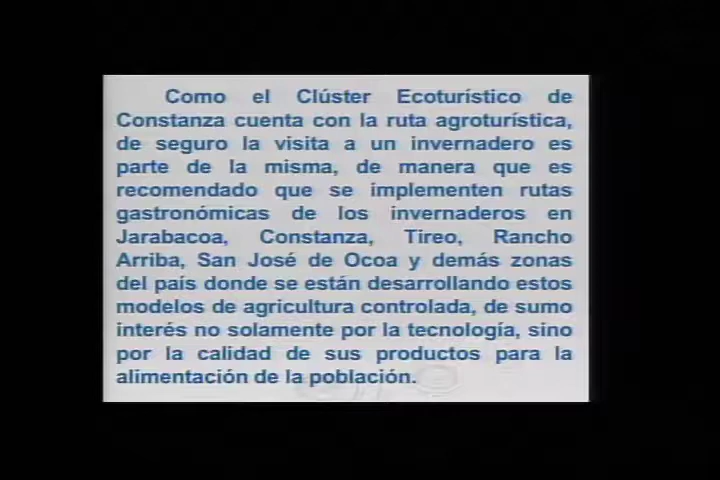 Como el Clúster Ecoturístico de
Constanza cuenta con la ruta agroturística,
de seguro la visita a un invernadero es
parte de la misma, de manera que es
recomendado que se implementen rutas
gastronómicas de los invernaderos en
Jarabacoa, Constanza, Tireo, Rancho
Arriba, San José de Ocoa y demás zonas
del país donde se están desarrollando estos
modelos de agricultura controlada, de sumo
interés no solamente por la tecnología, sino
por la calidad de sus productos para la
alimentación de la población.